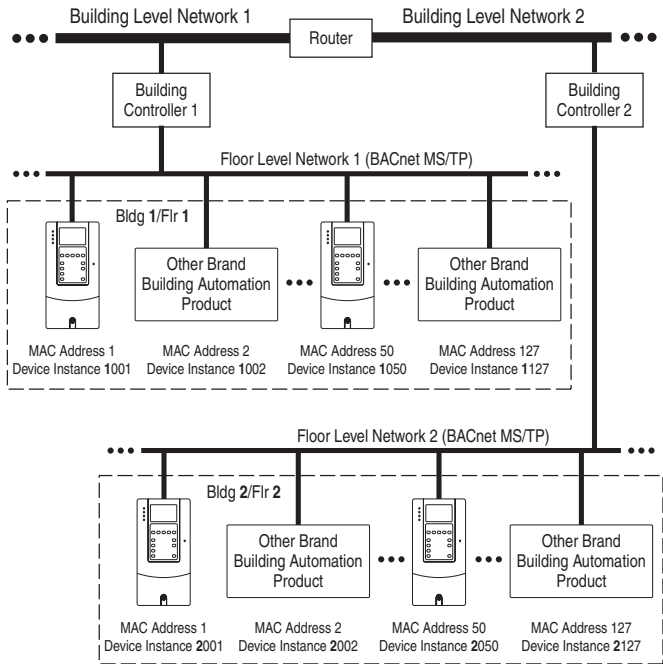 Building Level Network 1
Router
Building Level Network 2
Building
Controller 1
Building
Controller 2
Floor Level Network 1 (BACnet MS/TP)
Bldg 1/Flr 1
Other Brand
Building Automation
Product
Other Brand
Building Automation
Product
MAC Address 1
Device Instance 1001
MAC Address 2
Device Instance 1002
MAC Address 50
Device Instance 1050
MAC Address 127
Device Instance 1127
Floor Level Network 2 (BACnet MS/TP)
Bldg 2/Flr 2
Other Brand
Building Automation
Product
Other Brand
Building Automation
Product
MAC Address 1
Device Instance 2001
MAC Address 2
Device Instance 2002
MAC Address 50
Device Instance 2050
MAC Address 127
Device Instance 2127